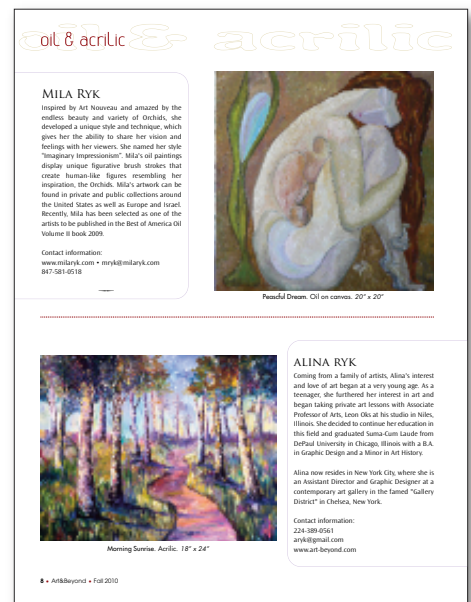 oil & acrilic
oil & acrilic
MILA RYK
Inspired by Art Nouveau and amazed by the
endless beauty and variety of Orchids, she
developed a unique style and technique, which
gives her the ability to share her vision and
feelings with her viewers. She named her style
"Imaginary Impressionism". Mila's oil paintings
display unique figurative brush strokes that
create human-like figures resembling her
inspiration, the Orchids. Mila's artwork can be
found in private and public collections around
the United States as well as Europe and Israel.
Recently, Mila has been selected as one of the
artists to be published in the Best of America Oil
Volume II book 2009.
Contact information:
www.milaryk.com • mryk@milaryk.com
847-581-0518
Peascful Dream. Oil on canvas. 20" x 20"
ALINA RYK
Coming from a family of artists, Alina's interest
and love of art began at a very young age. As a
teenager, she furthered her interest in art and
began taking private art lessons with Associate
Professor of Arts, Leon Oks at his studio in Niles,
Illinois. She decided to continue her education in
this field and graduated Suma-Cum Laude from
DePaul University in Chicago, Illinois with a B.A.
in Graphic Design and a Minor in Art History.
Alina now resides in New York City, where she is
an Assistant Director and Graphic Designer at a
contemporary art gallery in the famed "Gallery
District" in Chelsea, New York.
Contact information:
224-389-0561
aryk@gmail.com
www.art-beyond.com
Morning Sunrise. Acrilic. 18" x 24"
8 • Art&Beyond • Fall 2010